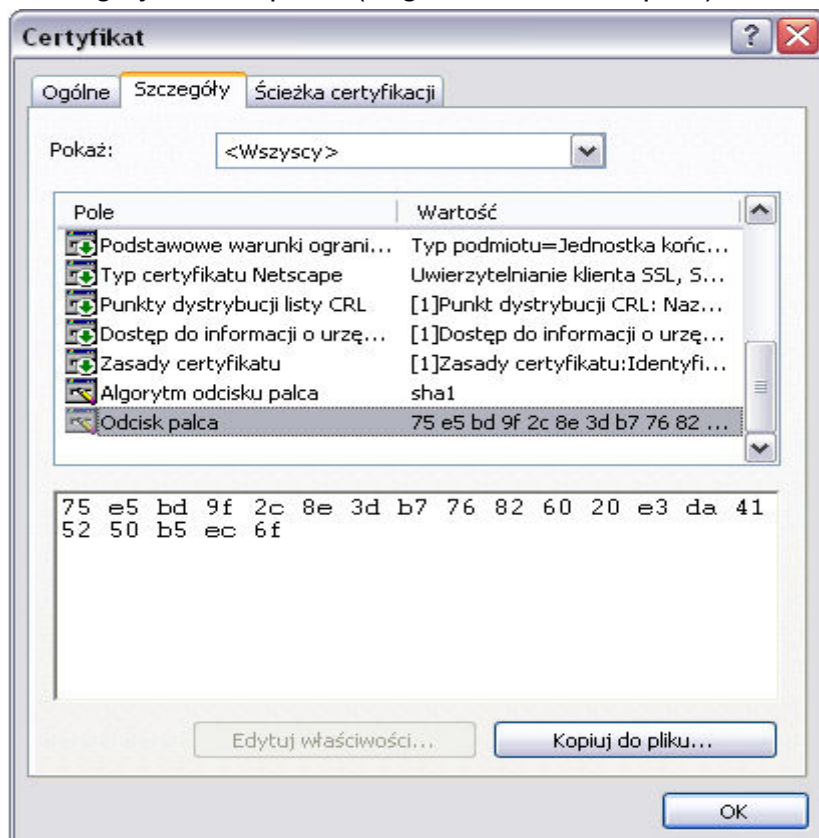 Certyfikat
Ogólne Szczegóły Ścieżka certyfikacji
Pokaż: <Wszyscy>
Pole Wartość
Podstawowe warunki ograni... Typ podmiotu=Jednostka końc...
Typ certyfikatu Netscape Uwierzytelnianie klienta SSL, S...
Punkty dystrybucji listy CRL [1]Punkt dystrybucji CRL: Naz...
Dostęp do informacji o urzę... [1]Dostęp do informacji o urzę...
Zasady certyfikatu [1]Zasady certyfikatu:Identyfi...
Algorytm odcisku palca sha1
Odcisk palca 75 e5 bd 9f 2c 8e 3d b7 76 82 ...
75 e5 bd 9f 2c 8e 3d b7 76 82 60 20 e3 da 41
52 50 b5 ec 6f
Edytuj właściwości... Kopiuj do pliku...
OK